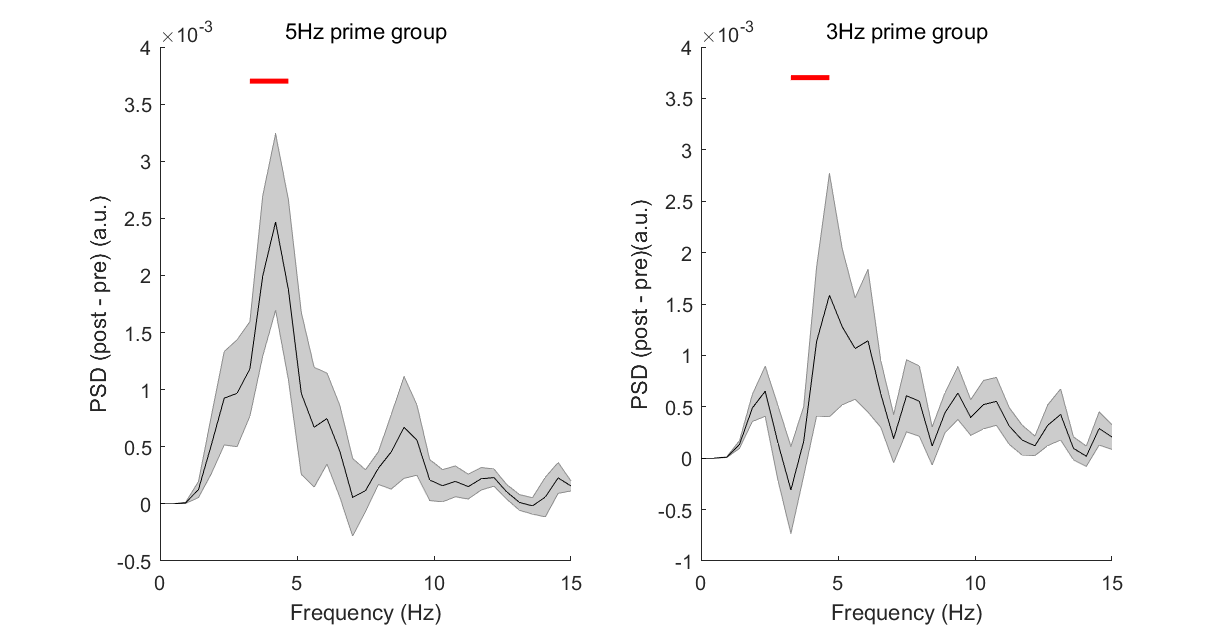 5Hz prime group
×10⁻³
4
3.5
3
2.5
2
1.5
1
0.5
0
-0.5
PSD (post - pre) (a.u.)
0 5 10 15
Frequency (Hz)
3Hz prime group
×10⁻³
4
3.5
3
2.5
2
1.5
1
0.5
0
-0.5
-1
PSD (post - pre)(a.u.)
0 5 10 15
Frequency (Hz)